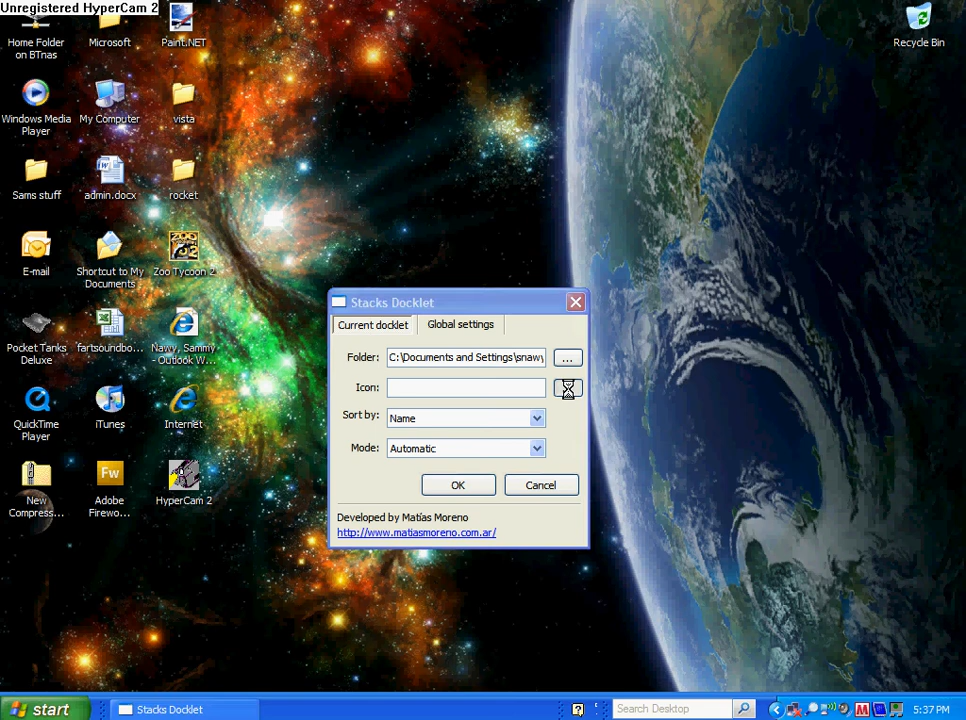 Unregistered HyperCam 2
Home Folder
on BTnas
Microsoft
Paint.NET
Recycle Bin
Windows Media
Player
My Computer
vista
Sams stuff
admin.docx
rocket
E-mail
Shortcut to My
Documents
Zoo Tycoon 2
Pocket Tanks
Deluxe
fartsoundbo...
Nawy, Sammy
- Outlook W...
QuickTime
Player
iTunes
Internet
New
Compress...
Adobe
Firewo...
HyperCam 2
Stacks Docklet
Current docklet
Global settings
Folder:
C:\Documents and Settings\snawy
...
Icon:
Sort by:
Name
Mode:
Automatic
OK
Cancel
Developed by Matías Moreno
http://www.matiasmoreno.com.ar/
start
Stacks Docklet
Search Desktop
5:37 PM